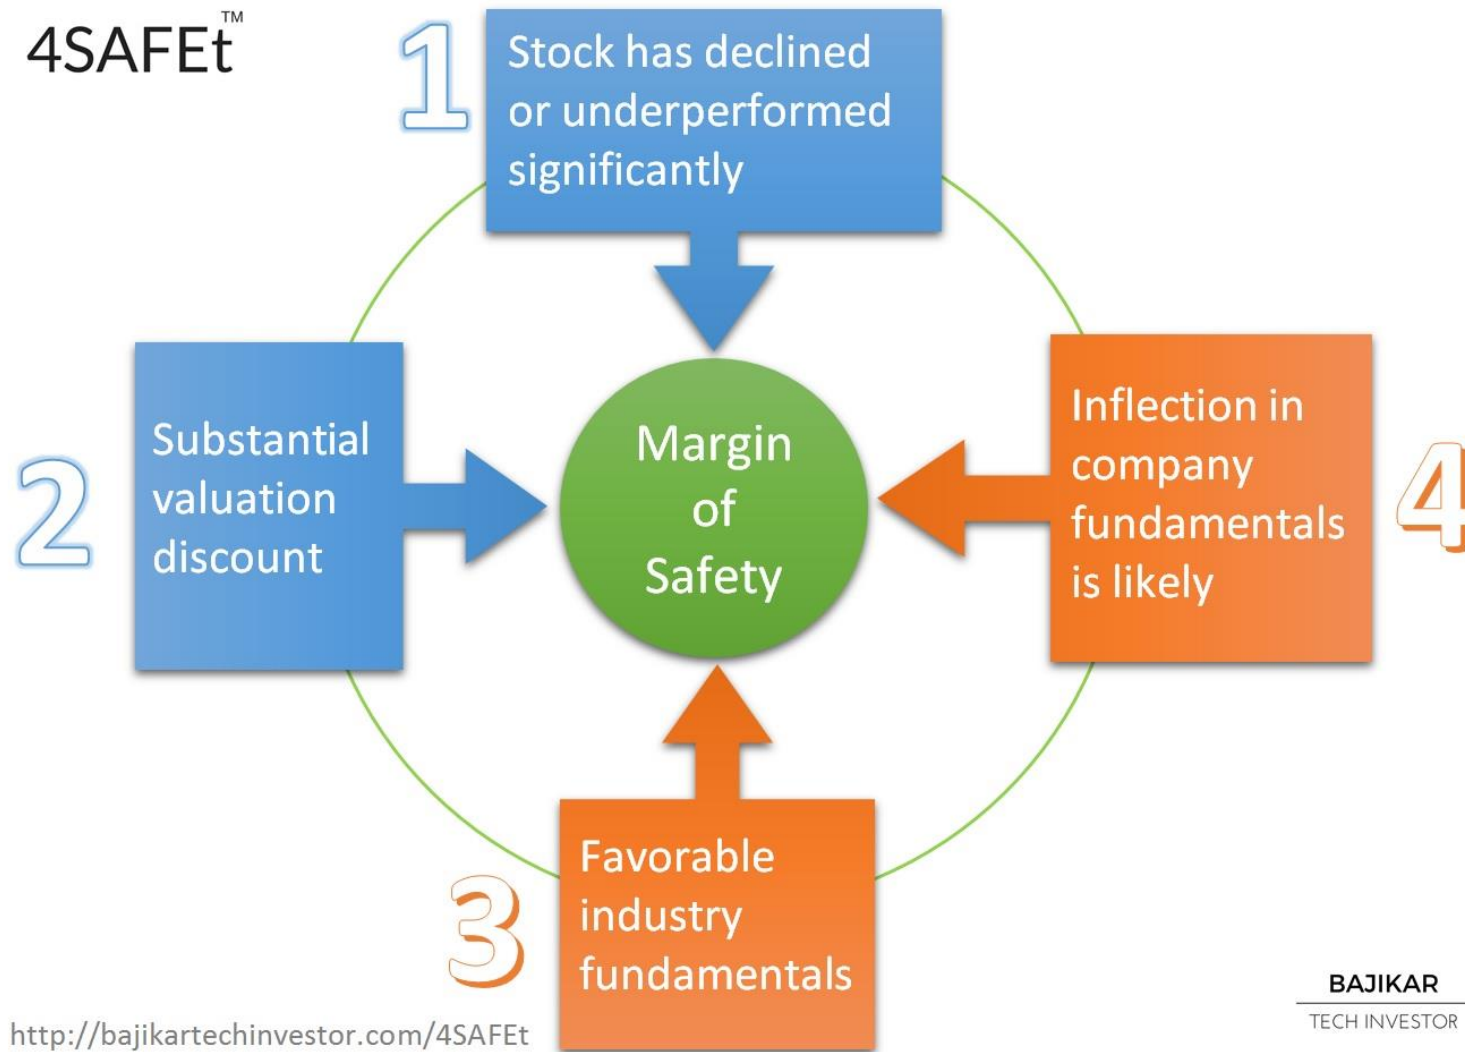 4SAFEt™
1
Stock has declined
or underperformed
significantly
2
Substantial
valuation
discount
Margin
of
Safety
Inflection in
company
fundamentals
is likely
4
3
Favorable
industry
fundamentals
http://bajikartechinvestor.com/4SAFEt
BAJIKAR
TECH INVESTOR